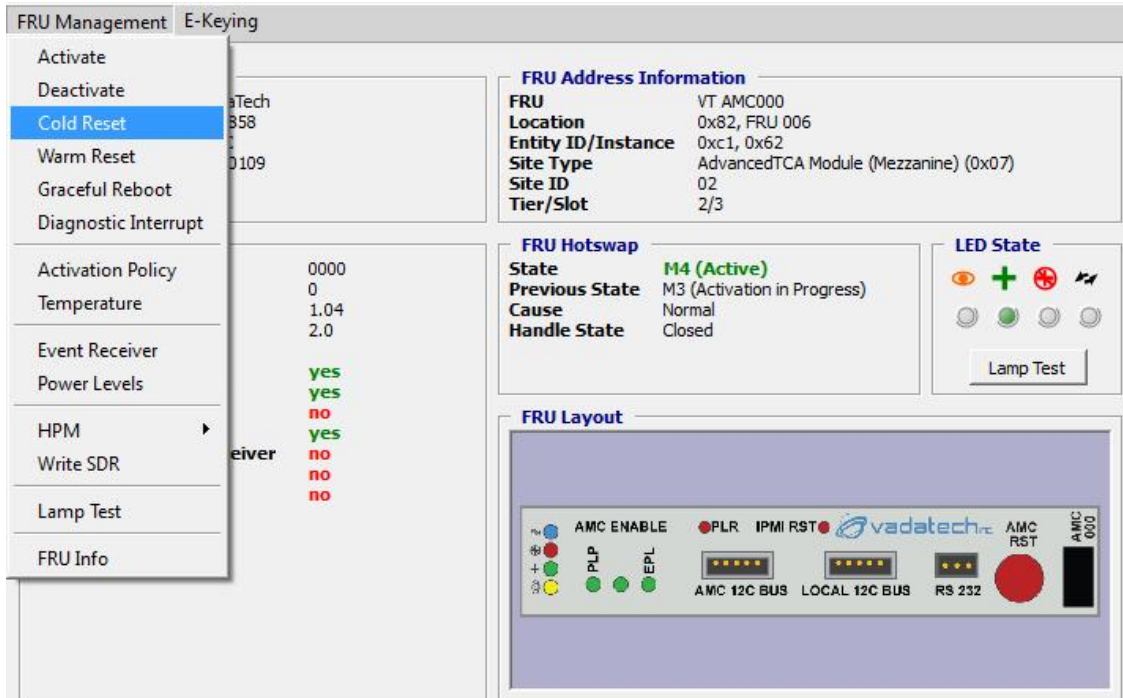 FRU Management E-Keying
Activate
Deactivate
Cold Reset
Warm Reset
Graceful Reboot
Diagnostic Interrupt
Activation Policy
Temperature
Event Receiver
Power Levels
HPM
Write SDR
Lamp Test
FRU Info
aTech
358
0109
0000
0
1.04
2.0
yes
yes
no
yes
eiver no
no
no
FRU Address Information
FRU VT AMC000
Location 0x82, FRU 006
Entity ID/Instance 0xc1, 0x62
Site Type AdvancedTCA Module (Mezzanine) (0x07)
Site ID 02
Tier/Slot 2/3
FRU Hotswap
State M4 (Active)
Previous State M3 (Activation in Progress)
Cause Normal
Handle State Closed
LED State
Lamp Test
FRU Layout
AMC ENABLE PLR IPMI RST vadatech AMC RST
AMC 000
PLP EPL
AMC 12C BUS LOCAL 12C BUS RS 232